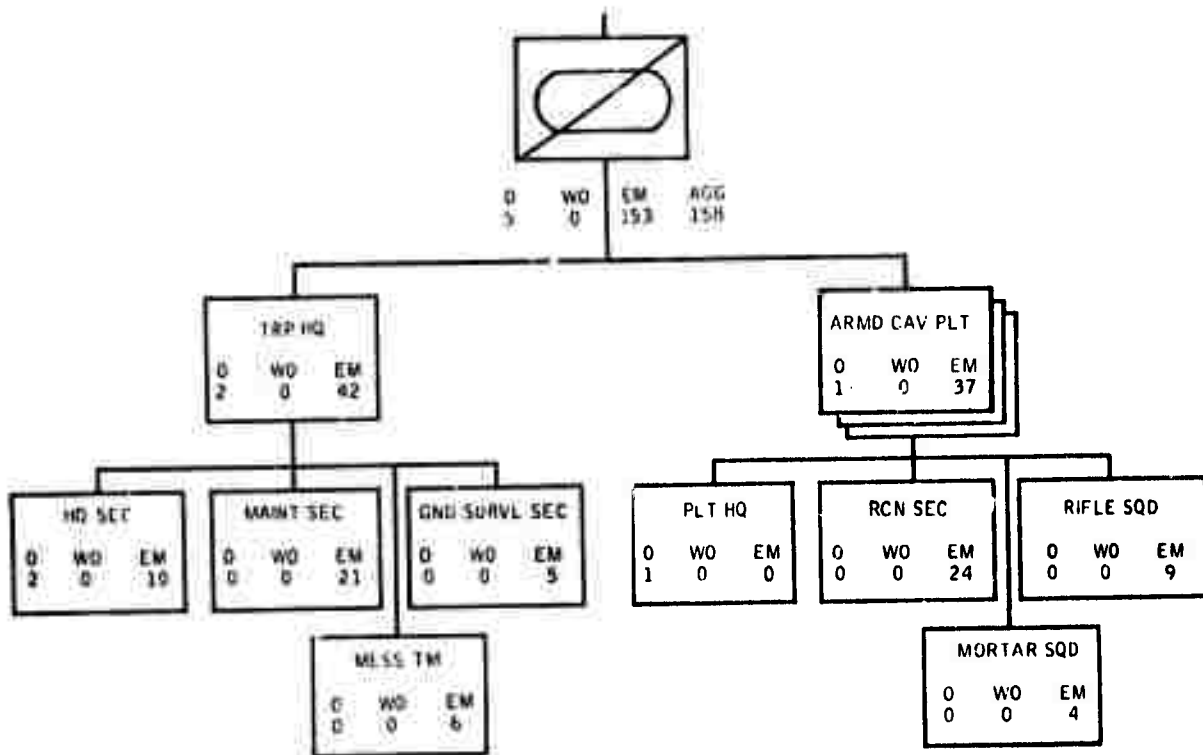 O WO EM AGG
5 0 153 158
TRP HQ
O WO EM
2 0 42
ARMD CAV PLT
O WO EM
1 0 37
HQ SEC
O WO EM
2 0 10
MAINT SEC
O WO EM
0 0 21
GND SURVL SEC
O WO EM
0 0 5
MESS TM
O WO EM
0 0 6
PLT HQ
O WO EM
1 0 0
RCN SEC
O WO EM
0 0 24
RIFLE SQD
O WO EM
0 0 9
MORTAR SQD
O WO EM
0 0 4